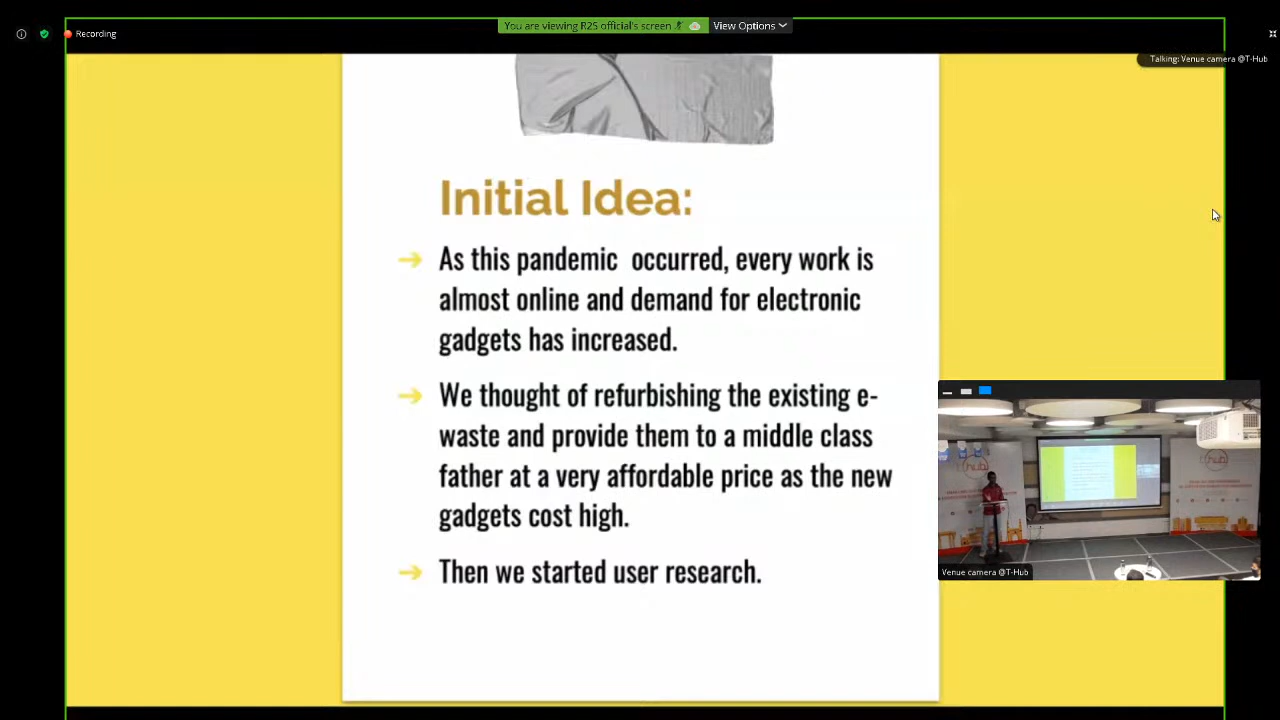 You are viewing R2S official's screen
View Options
Recording
Talking: Venue camera @T-Hub
Initial Idea:
As this pandemic occurred, every work is
almost online and demand for electronic
gadgets has increased.
We thought of refurbishing the existing e-
waste and provide them to a middle class
father at a very affordable price as the new
gadgets cost high.
Then we started user research.
hub
Venue camera @T-Hub